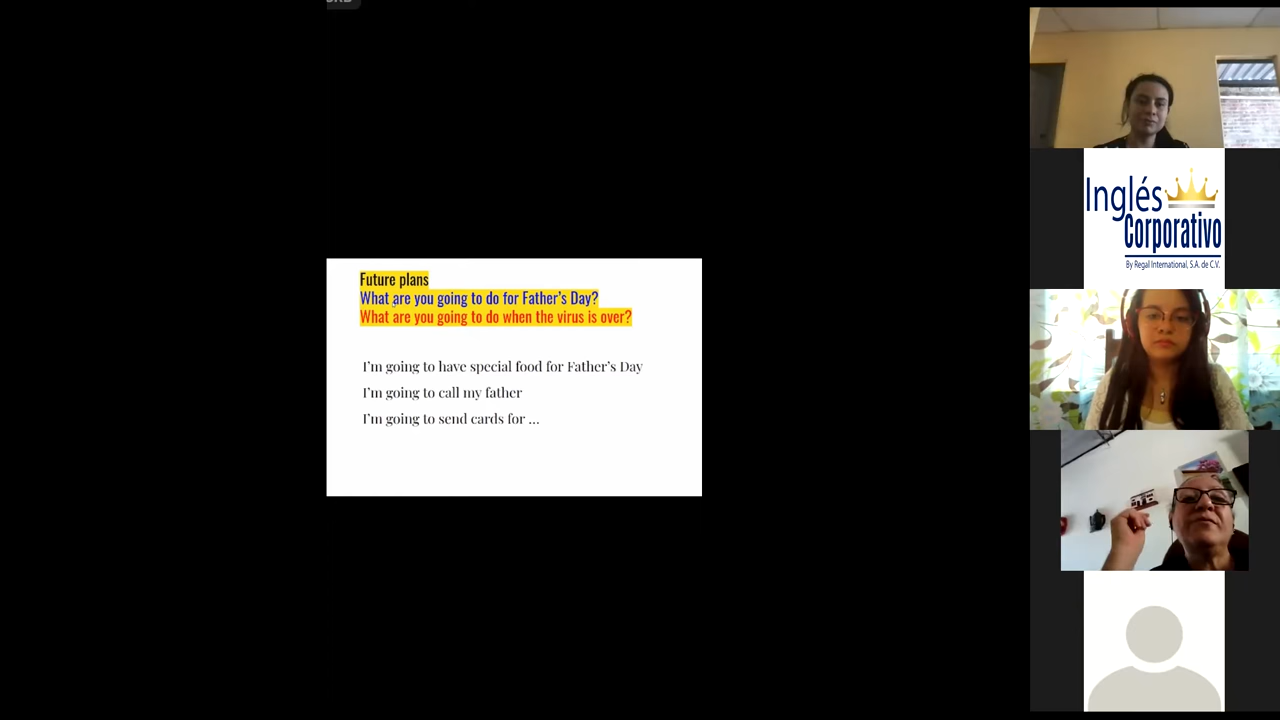 Future plans
What are you going to do for Father's Day?
What are you going to do when the virus is over?
I'm going to have special food for Father's Day
I'm going to call my father
I'm going to send cards for ...
Inglés
Corporativo
By Regal International, S.A. de C.V.